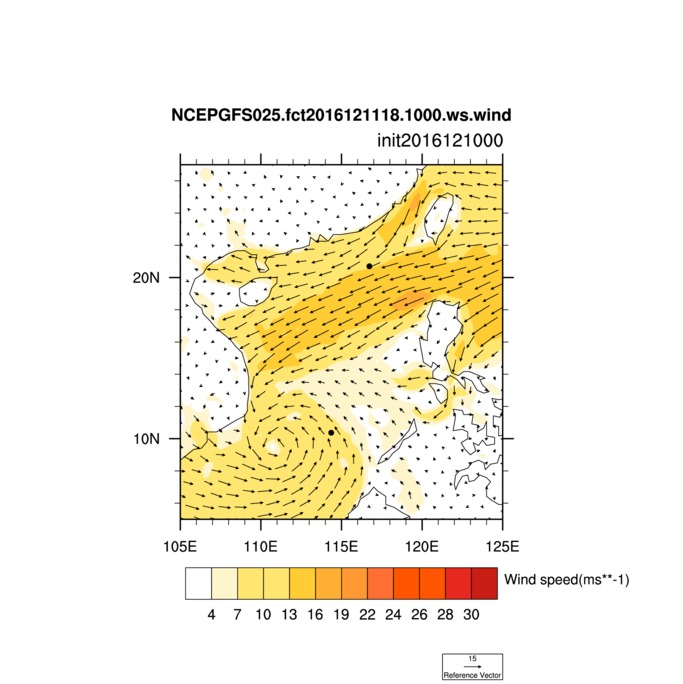 NCEPGFS025.fct2016121118.1000.ws.wind
init2016121000
20N
10N
105E 110E 115E 120E 125E
Wind speed(ms**-1)
4 7 10 13 16 19 22 24 26 28 30
15
Reference Vector